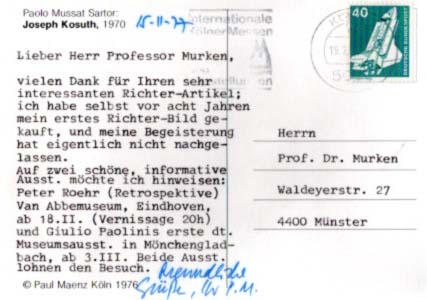 Paolo Mussat Sartor:
Joseph Kosuth, 1970
15-II-77
Internationale
Kölner Messen
40
DEUTSCHE BUNDESPOST
Lieber Herr Professor Murken,
vielen Dank für Ihren sehr
interessanten Richter-Artikel;
ich habe selbst vor acht Jahren
mein erstes Richter-Bild ge-
kauft, und meine Begeisterung
hat eigentlich nicht nachge-
lassen.
Auf zwei schöne, informative
Ausst. möchte ich hinweisen:
Peter Roehr (Retrospektive)
Van Abbemuseum, Eindhoven,
ab 18.II. (Vernissage 20h)
und Giulio Paolinis erste dt.
Museumsausst. in Mönchenglad-
bach, ab 3.III. Beide Ausst.
lohnen den Besuch.
Freundliche
Grüße, Ihr P.M.
© Paul Maenz Köln 1976
Herrn
Prof. Dr. Murken
Waldeyerstr. 27
4400 Münster